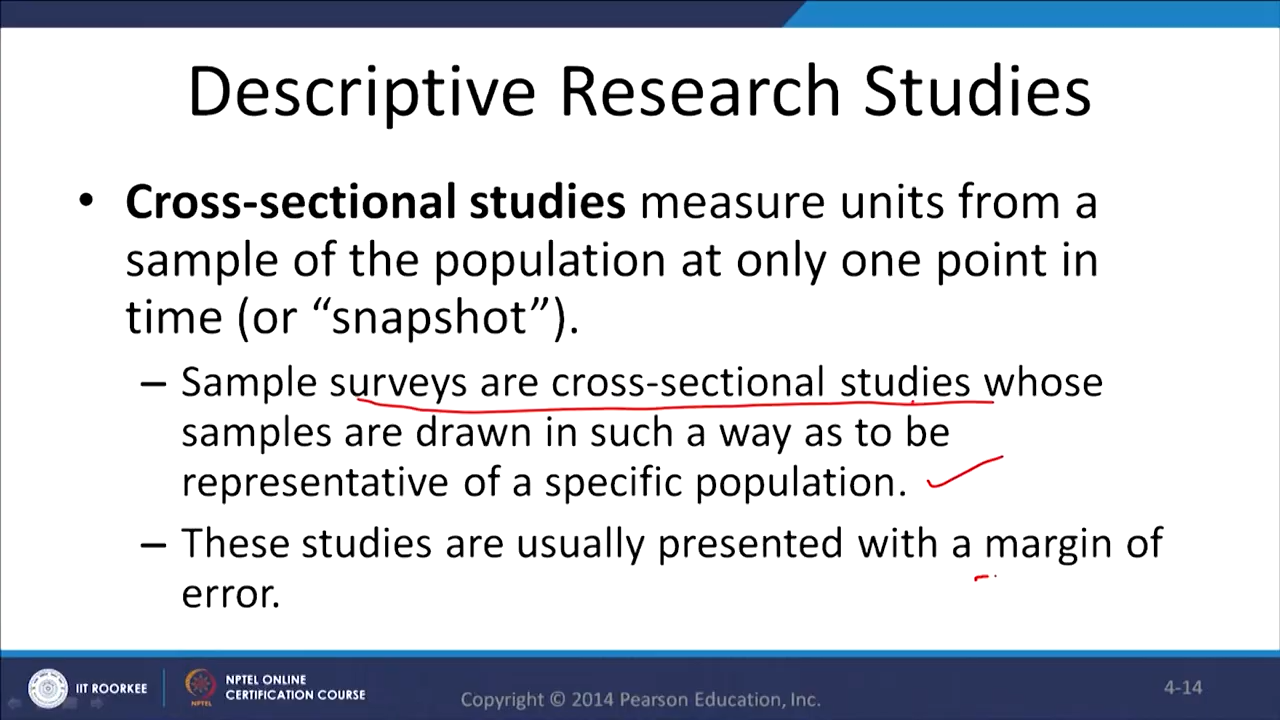 Descriptive Research Studies
• Cross-sectional studies measure units from a
sample of the population at only one point in
time (or “snapshot”).
– Sample surveys are cross-sectional studies whose
samples are drawn in such a way as to be
representative of a specific population.
– These studies are usually presented with a margin of
error.
IIT ROORKEE
NPTEL
NPTEL ONLINE
CERTIFICATION COURSE
Copyright © 2014 Pearson Education, Inc.
4-14